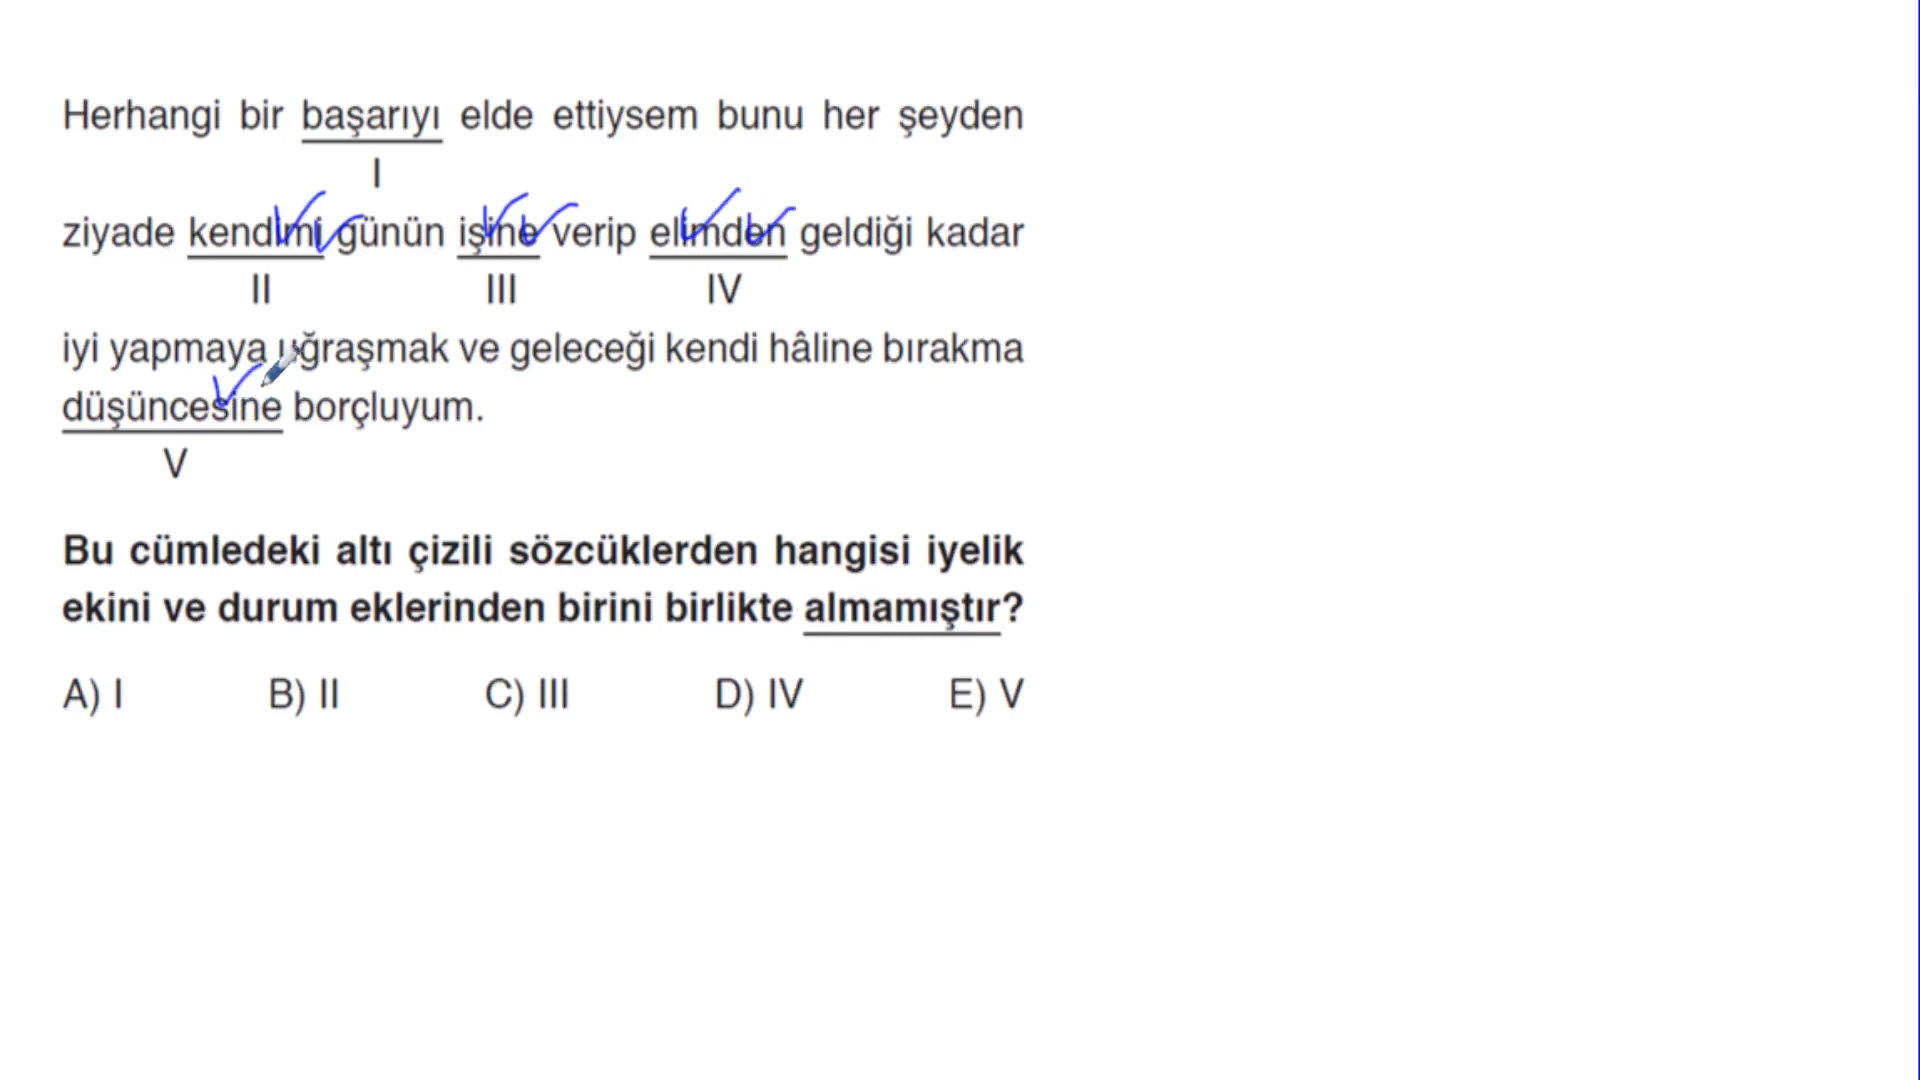 Herhangi bir başarıyı elde ettiysem bunu her şeyden
I
ziyade kendimi günün işine verip elimden geldiği kadar
II III IV
iyi yapmaya uğraşmak ve geleceği kendi hâline bırakma
düşüncesine borçluyum.
V
Bu cümledeki altı çizili sözcüklerden hangisi iyelik
ekini ve durum eklerinden birini birlikte almamıştır?
A) I B) II C) III D) IV E) V